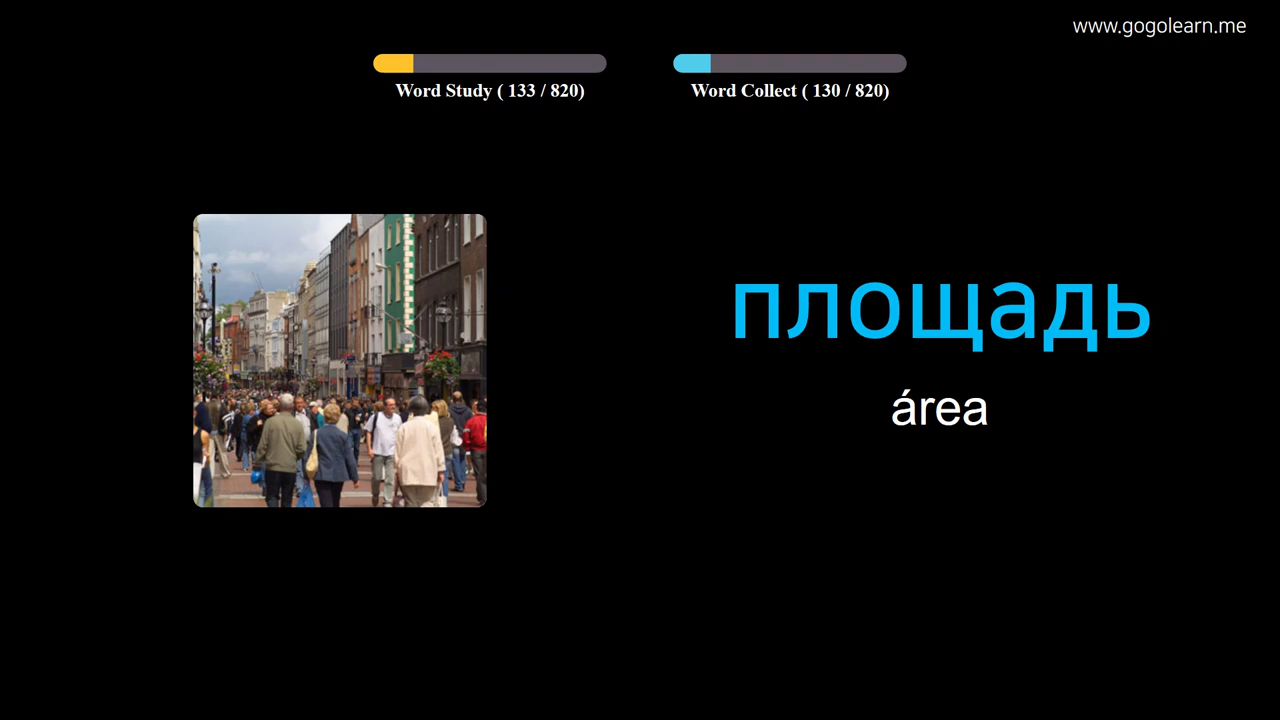 www.gogolearn.me
Word Study ( 133 / 820)
Word Collect ( 130 / 820)
площадь
área